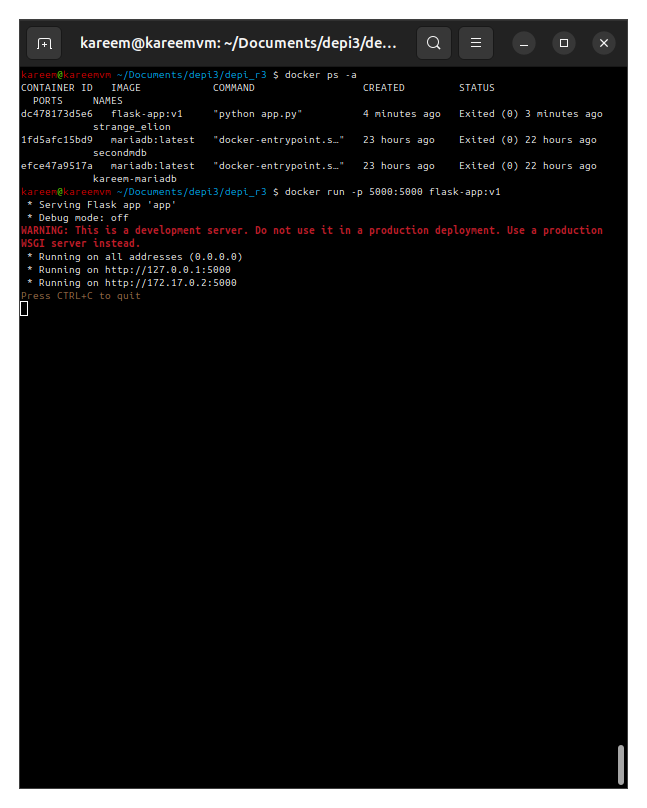 kareem@kareemvm: ~/Documents/depi3/de...
kareem@kareemvm ~/Documents/depi3/depi_r3 $ docker ps -a
CONTAINER ID   IMAGE            COMMAND                  CREATED         STATUS
  PORTS     NAMES
dc478173d5e6   flask-app:v1     "python app.py"          4 minutes ago   Exited (0) 3 minutes ago
            strange_elion
1fd5afc15bd9   mariadb:latest   "docker-entrypoint.s…"   23 hours ago    Exited (0) 22 hours ago
            secondmdb
efce47a9517a   mariadb:latest   "docker-entrypoint.s…"   23 hours ago    Exited (0) 22 hours ago
            kareem-mariadb
kareem@kareemvm ~/Documents/depi3/depi_r3 $ docker run -p 5000:5000 flask-app:v1
 * Serving Flask app 'app'
 * Debug mode: off
WARNING: This is a development server. Do not use it in a production deployment. Use a production
WSGI server instead.
 * Running on all addresses (0.0.0.0)
 * Running on http://127.0.0.1:5000
 * Running on http://172.17.0.2:5000
Press CTRL+C to quit